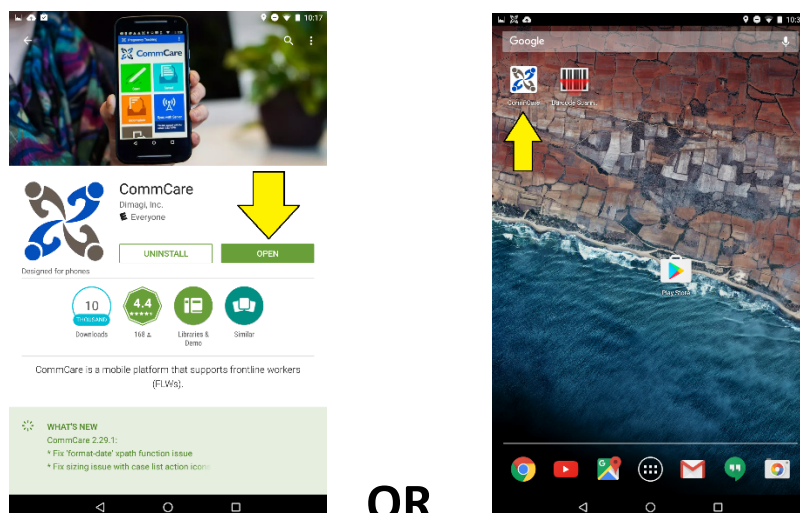 10:17
CommCare
CommCare
Dimagi, Inc.
Everyone
UNINSTALL
OPEN
Designed for phones
10
THOUSAND
Downloads
4.4
168
Libraries &
Demo
Similar
CommCare is a mobile platform that supports frontline workers
(FLWs).
WHAT'S NEW
CommCare 2.29.1:
* Fix 'format-date' xpath function issue
* Fix sizing issue with case list action icons
OR
Google
CommCare
Barcode Scann..
Play Store